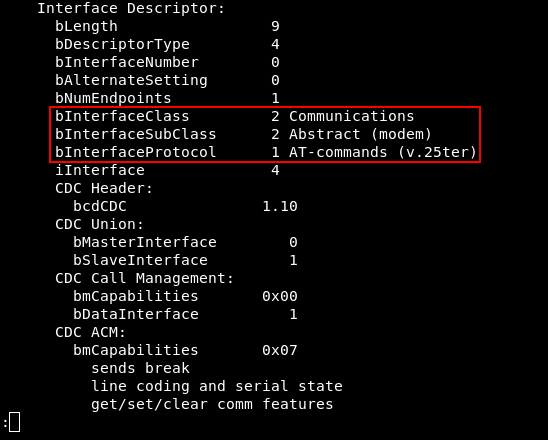 Interface Descriptor:
bLength 9
bDescriptorType 4
bInterfaceNumber 0
bAlternateSetting 0
bNumEndpoints 1
bInterfaceClass 2 Communications
bInterfaceSubClass 2 Abstract (modem)
bInterfaceProtocol 1 AT-commands (v.25ter)
iInterface 4
CDC Header:
bcdCDC 1.10
CDC Union:
bMasterInterface 0
bSlaveInterface 1
CDC Call Management:
bmCapabilities 0x00
bDataInterface 1
CDC ACM:
bmCapabilities 0x07
sends break
line coding and serial state
get/set/clear comm features
: